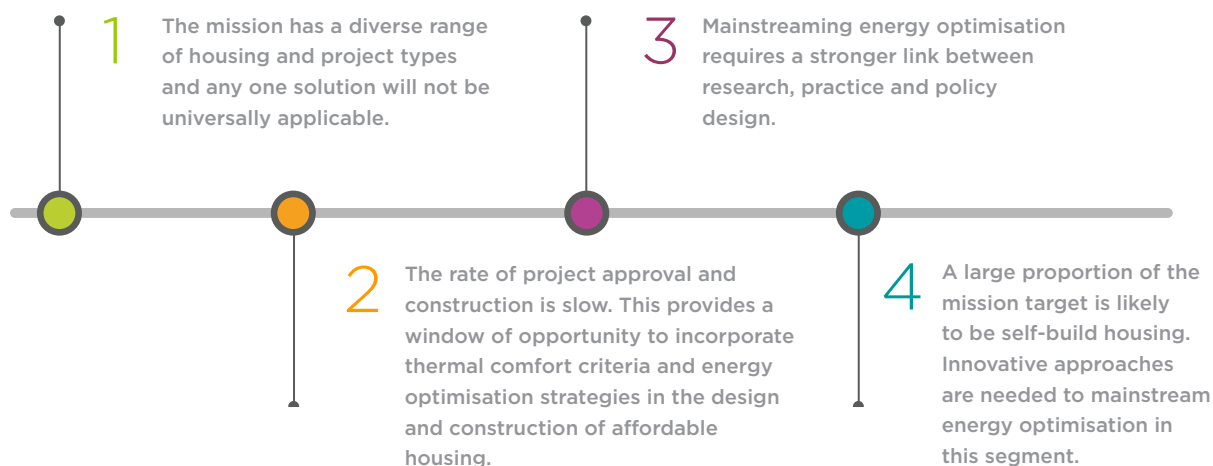 1
The mission has a diverse range
of housing and project types
and any one solution will not be
universally applicable.
2
The rate of project approval and
construction is slow. This provides a
window of opportunity to incorporate
thermal comfort criteria and energy
optimisation strategies in the design
and construction of affordable
housing.
3
Mainstreaming energy optimisation
requires a stronger link between
research, practice and policy
design.
4
A large proportion of the
mission target is likely
to be self-build housing.
Innovative approaches
are needed to mainstream
energy optimisation in
this segment.